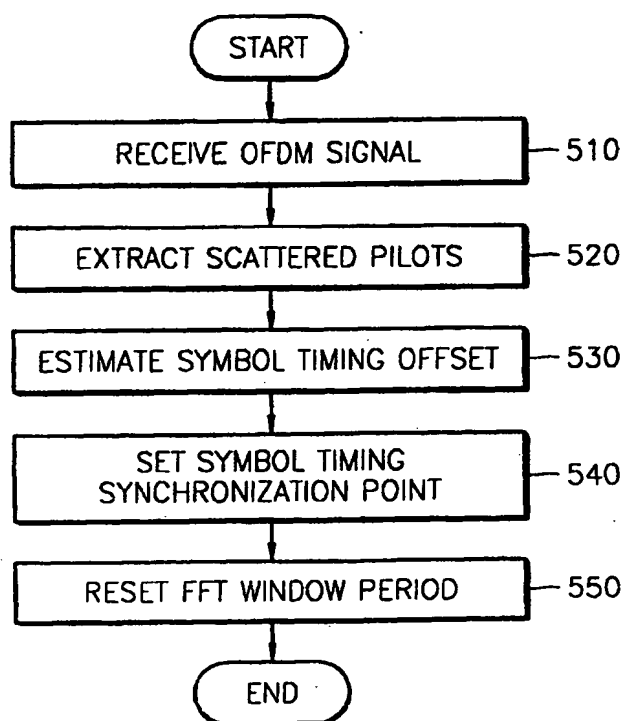 START
RECEIVE OFDM SIGNAL 510
EXTRACT SCATTERED PILOTS 520
ESTIMATE SYMBOL TIMING OFFSET 530
SET SYMBOL TIMING
SYNCHRONIZATION POINT 540
RESET FFT WINDOW PERIOD 550
END